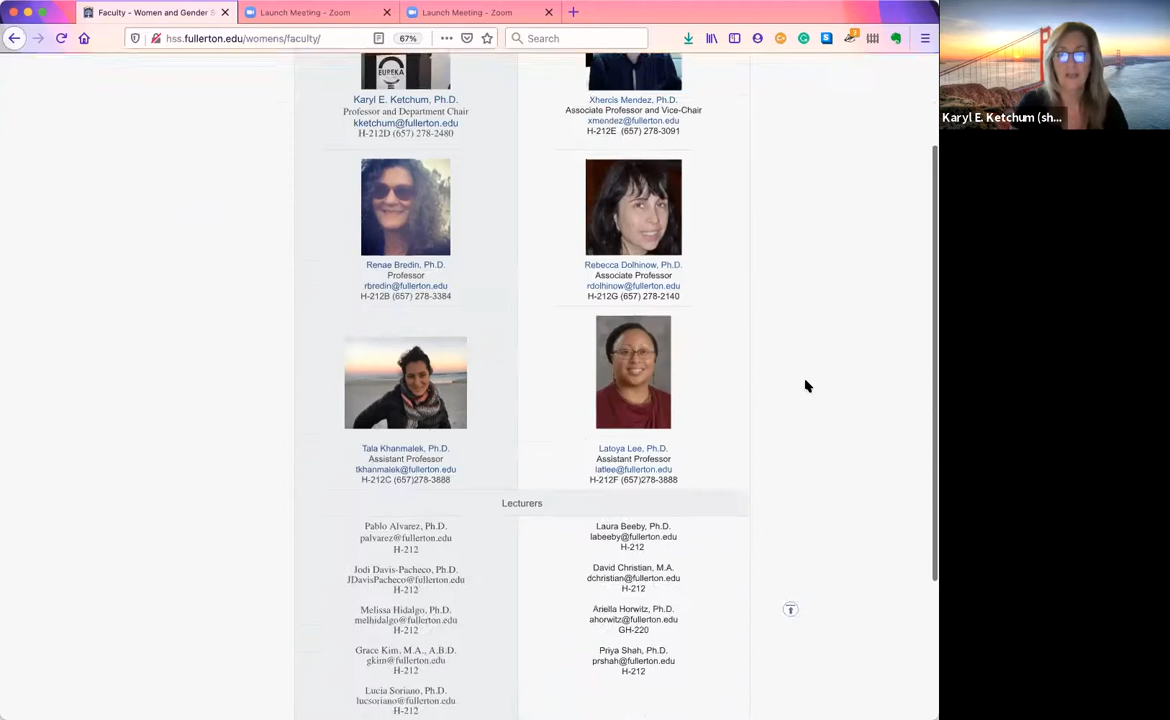 Faculty - Women and Gender S
Launch Meeting - Zoom
Launch Meeting - Zoom
hss.fullerton.edu/womens/faculty/
67%
Search
EUREKA
Karyl E. Ketchum, Ph.D.
Professor and Department Chair
kketchum@fullerton.edu
H-212D (657) 278-2480
Xhercis Mendez, Ph.D.
Associate Professor and Vice-Chair
xmendez@fullerton.edu
H-212E (657) 278-3091
Renae Bredin, Ph.D.
Professor
rbredin@fullerton.edu
H-212B (657) 278-3384
Rebecca Dolhinow, Ph.D.
Associate Professor
rdolhinow@fullerton.edu
H-212G (657) 278-2140
Tala Khanmalek, Ph.D.
Assistant Professor
tkhanmalek@fullerton.edu
H-212C (657)278-3888
Latoya Lee, Ph.D.
Assistant Professor
latlee@fullerton.edu
H-212F (657)278-3888
Lecturers
Pablo Alvarez, Ph.D.
palvarez@fullerton.edu
H-212
Jodi Davis-Pacheco, Ph.D.
JDavisPacheco@fullerton.edu
H-212
Melissa Hidalgo, Ph.D.
melhidalgo@fullerton.edu
H-212
Grace Kim, M.A., A.B.D.
gkim@fullerton.edu
H-212
Lucia Soriano, Ph.D.
lucsoriano@fullerton.edu
H-212
Laura Beeby, Ph.D.
labeeby@fullerton.edu
H-212
David Christian, M.A.
dchristian@fullerton.edu
H-212
Ariella Horwitz, Ph.D.
ahorwitz@fullerton.edu
GH-220
Priya Shah, Ph.D.
prshah@fullerton.edu
H-212
Karyl E. Ketchum (sh...